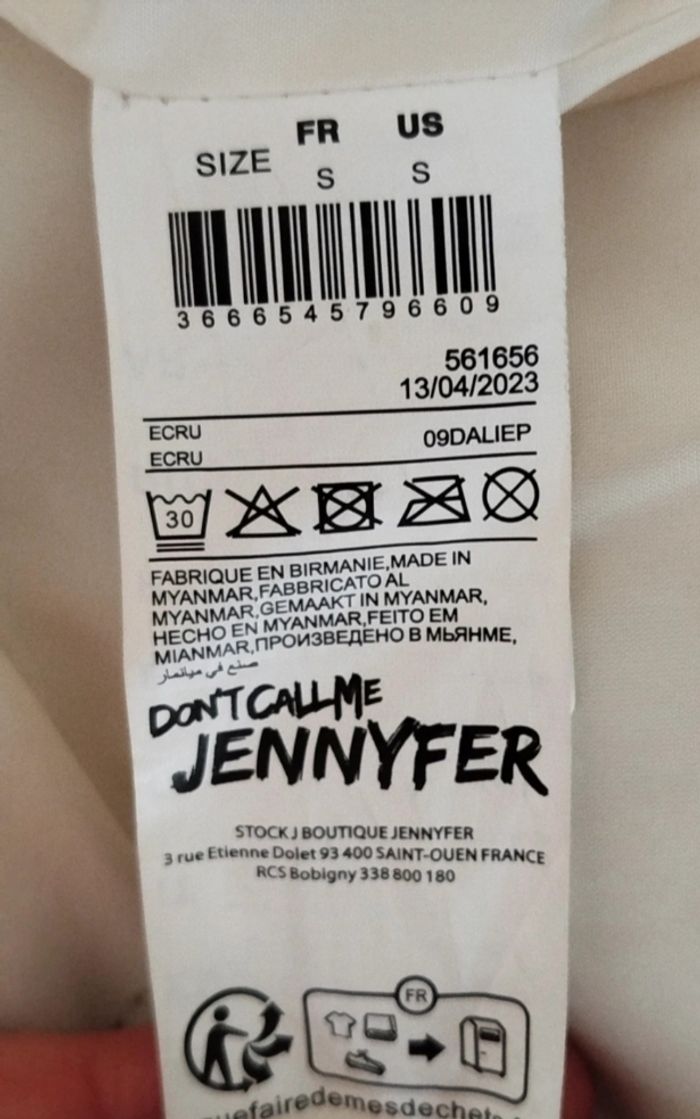 FR US
SIZE S S
3666545796609
561656
13/04/2023
ECRU
ECRU 09DALIEP
30
FABRIQUE EN BIRMANIE,MADE IN
MYANMAR,FABBRICATO AL
MYANMAR,GEMAAKT IN MYANMAR,
HECHO EN MYANMAR,FEITO EM
MIANMAR,ПРОИЗВЕДЕНО В МЬЯНМЕ,
صنع في ميانمار
DON'T CALL ME
JENNYFER
STOCK J BOUTIQUE JENNYFER
3 rue Etienne Dolet 93 400 SAINT-OUEN FRANCE
RCS Bobigny 338 800 180
FR